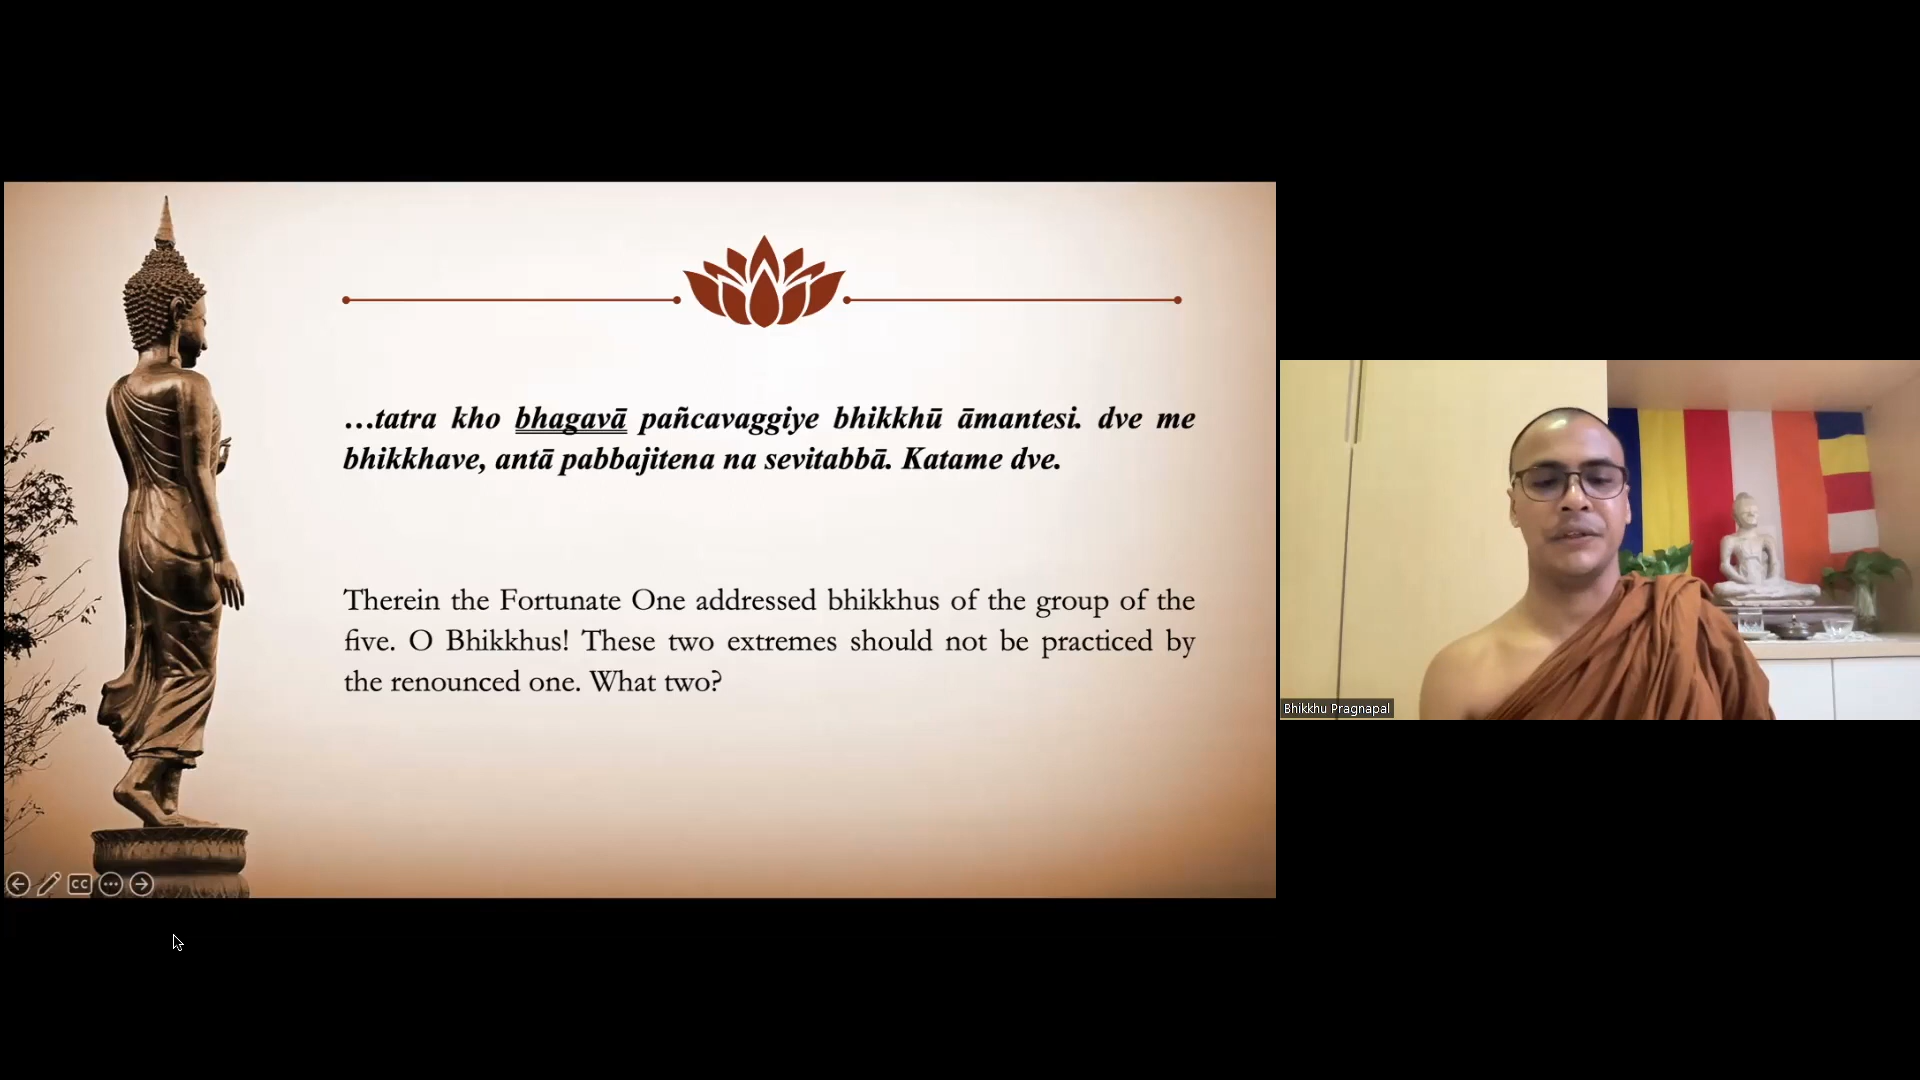 …tatra kho bhagavā pañcavaggiye bhikkhū āmantesi. dve me
bhikkhave, antā pabbajitena na sevitabbā. Katame dve.
Therein the Fortunate One addressed bhikkhus of the group of the
five. O Bhikkhus! These two extremes should not be practiced by
the renounced one. What two?
CC
Bhikkhu Pragnapal